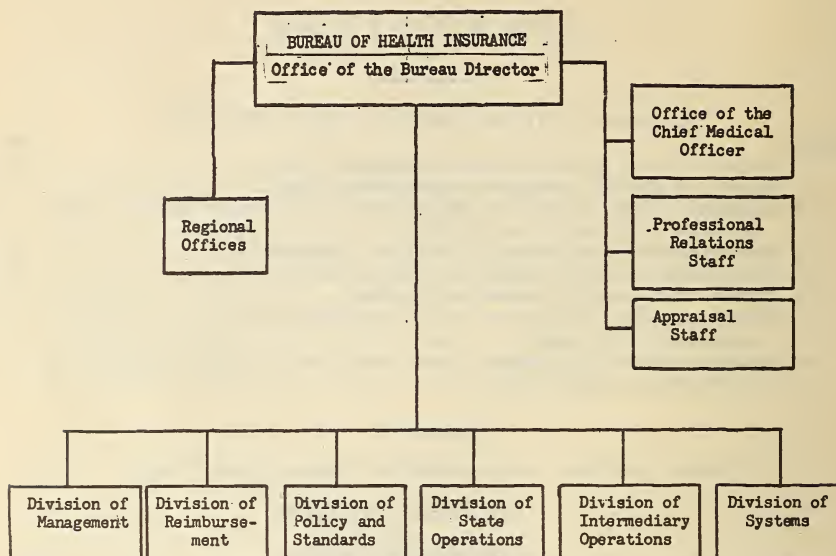 BUREAU OF HEALTH INSURANCE
Office of the Bureau Director
Office of the
Chief Medical
Officer
Regional
Offices
Professional
Relations
Staff
Appraisal
Staff
Division of
Management
Division of
Reimburse-
ment
Division of
Policy and
Standards
Division of
State
Operations
Division of
Intermediary
Operations
Division of
Systems